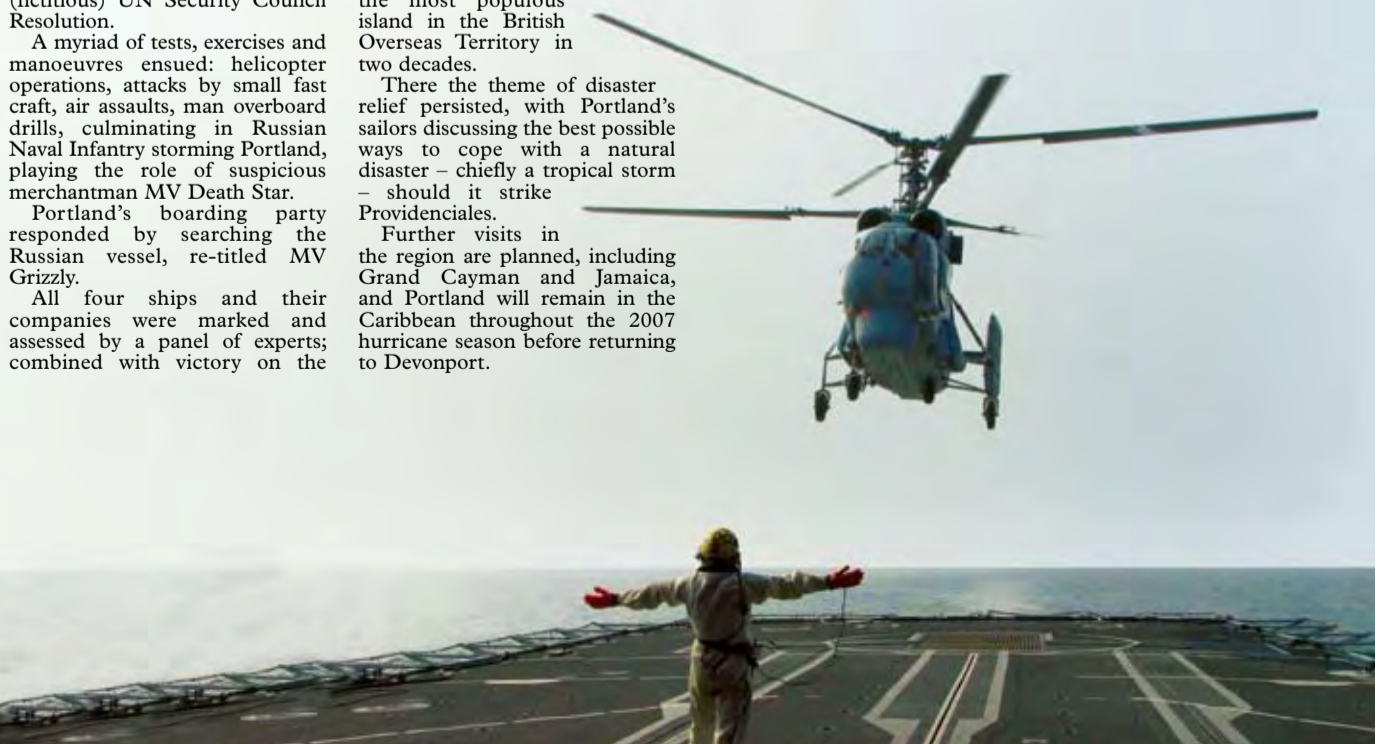 (fictitious) UN Security Council
Resolution.
A myriad of tests, exercises and
manoeuvres ensued: helicopter
operations, attacks by small fast
craft, air assaults, man overboard
drills, culminating in Russian
Naval Infantry storming Portland,
playing the role of suspicious
merchantman MV Death Star.
Portland's boarding party
responded by searching the
Russian vessel, re-titled MV
Grizzly.
All four ships and their
companies were marked and
assessed by a panel of experts;
combined with victory on the
the most populous
island in the British
Overseas Territory in
two decades.
There the theme of disaster
relief persisted, with Portland's
sailors discussing the best possible
ways to cope with a natural
disaster – chiefly a tropical storm
– should it strike
Providenciales.
Further visits in
the region are planned, including
Grand Cayman and Jamaica,
and Portland will remain in the
Caribbean throughout the 2007
hurricane season before returning
to Devonport.